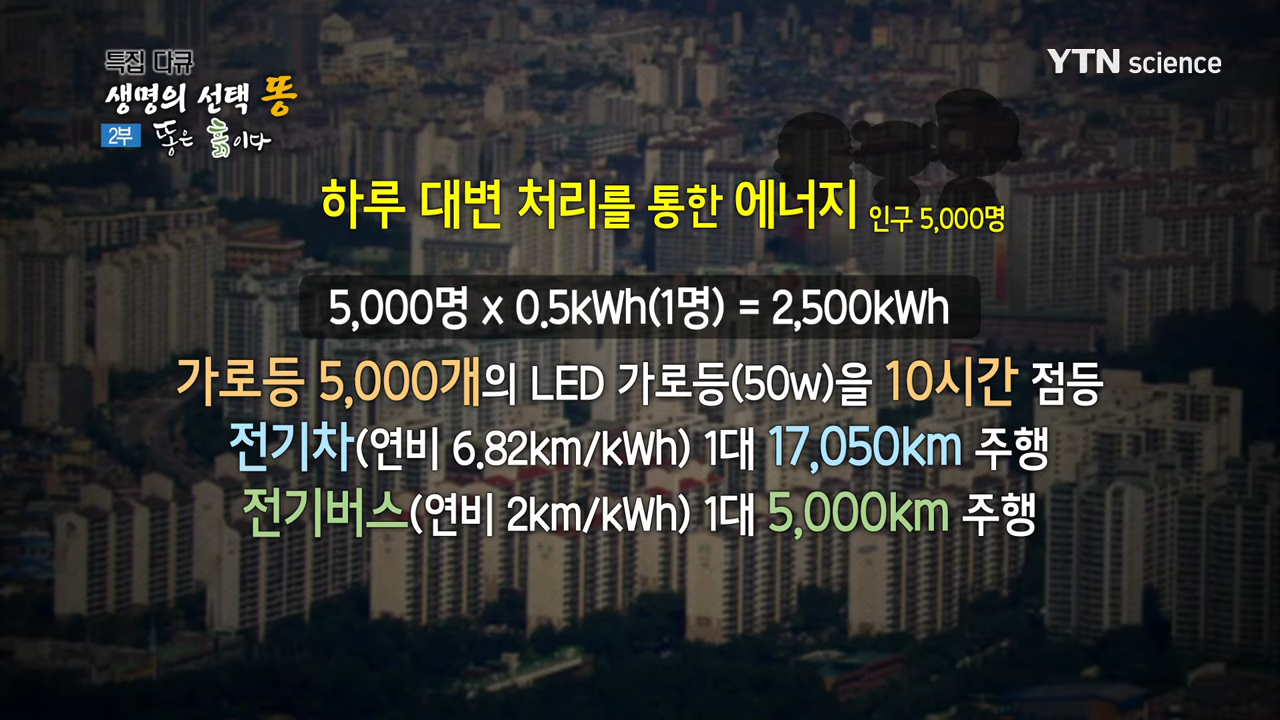 특집 다큐
YTN science
생명의 선택 똥
2부 똥은 흙이다
하루 대변 처리를 통한 에너지 인구 5,000명
5,000명 x 0.5kWh(1명) = 2,500kWh
가로등 5,000개의 LED 가로등(50w)을 10시간 점등
전기차(연비 6.82km/kWh) 1대 17,050km 주행
전기버스(연비 2km/kWh) 1대 5,000km 주행